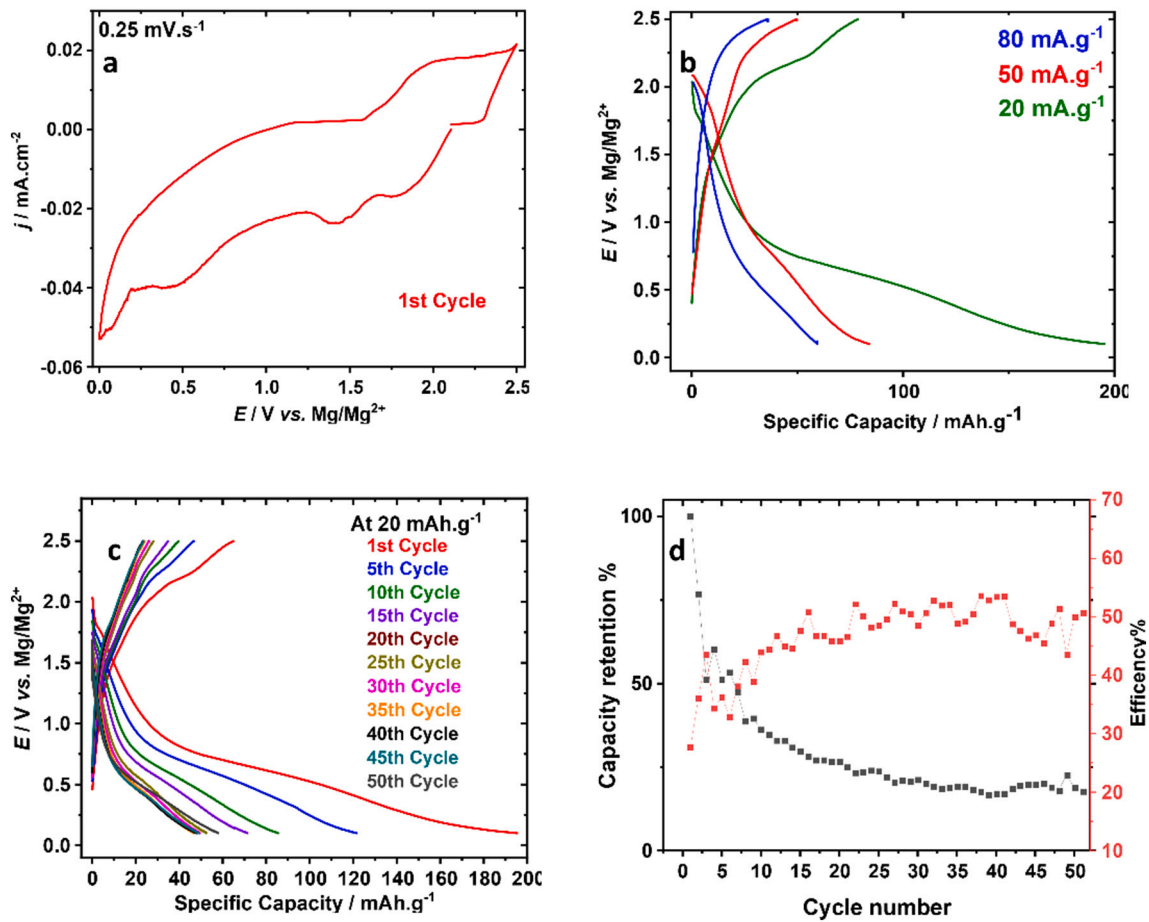 0.25 mV.s⁻¹
a
0.02
0.00
-0.02
-0.04
-0.06
j / mA.cm⁻²
1st Cycle
0.0 0.5 1.0 1.5 2.0 2.5
E / V vs. Mg/Mg²⁺
b
80 mA.g⁻¹
50 mA.g⁻¹
20 mA.g⁻¹
2.5
2.0
1.5
1.0
0.5
0.0
E / V vs. Mg/Mg²⁺
0 100 200
Specific Capacity / mAh.g⁻¹
c
At 20 mAh.g⁻¹
1st Cycle
5th Cycle
10th Cycle
15th Cycle
20th Cycle
25th Cycle
30th Cycle
35th Cycle
40th Cycle
45th Cycle
50th Cycle
2.5
2.0
1.5
1.0
0.5
0.0
E / V vs. Mg/Mg²⁺
0 20 40 60 80 100 120 140 160 180 200
Specific Capacity / mAh.g⁻¹
d
100
50
0
Capacity retention %
70
60
50
40
30
20
10
Efficency%
0 5 10 15 20 25 30 35 40 45 50
Cycle number